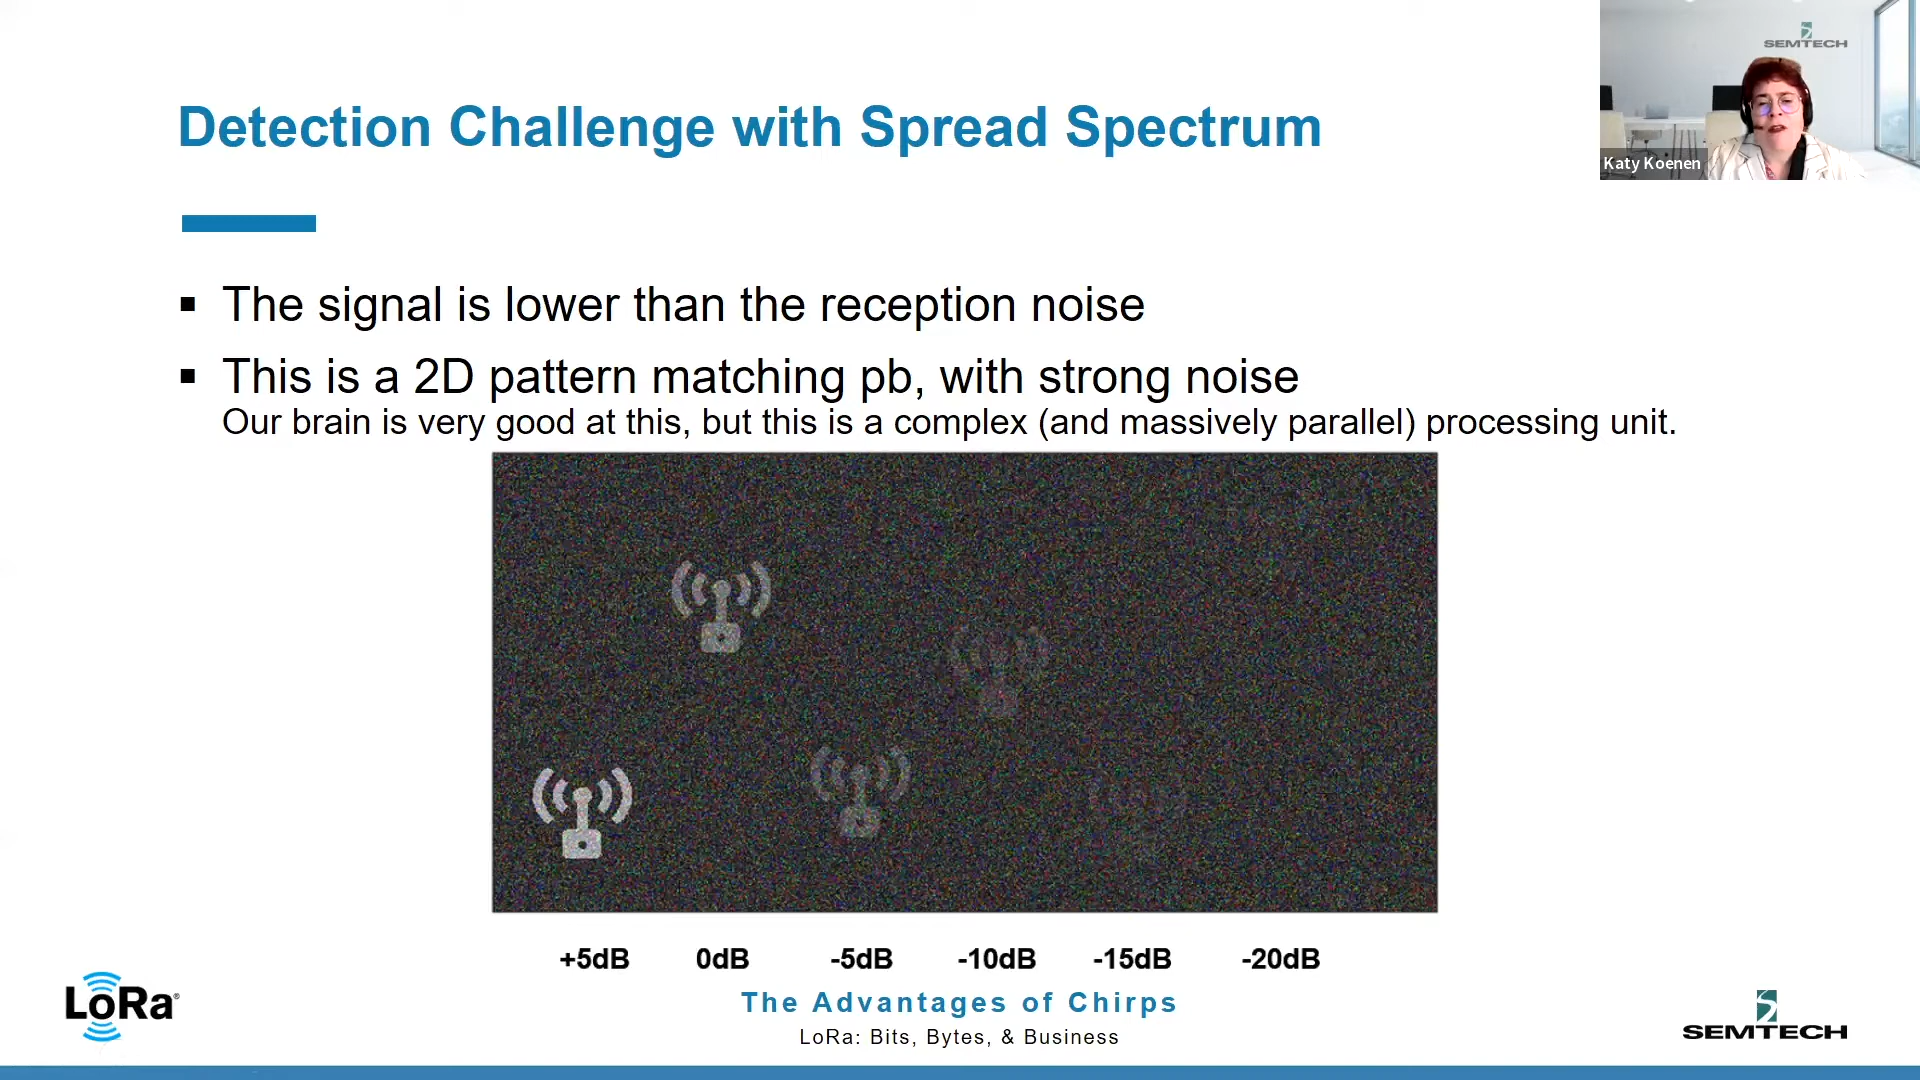 SEMTECH
Katy Koenen
Detection Challenge with Spread Spectrum
▪ The signal is lower than the reception noise
▪ This is a 2D pattern matching pb, with strong noise
Our brain is very good at this, but this is a complex (and massively parallel) processing unit.
+5dB 0dB -5dB -10dB -15dB -20dB
The Advantages of Chirps
LoRa: Bits, Bytes, & Business
LoRa®
SEMTECH